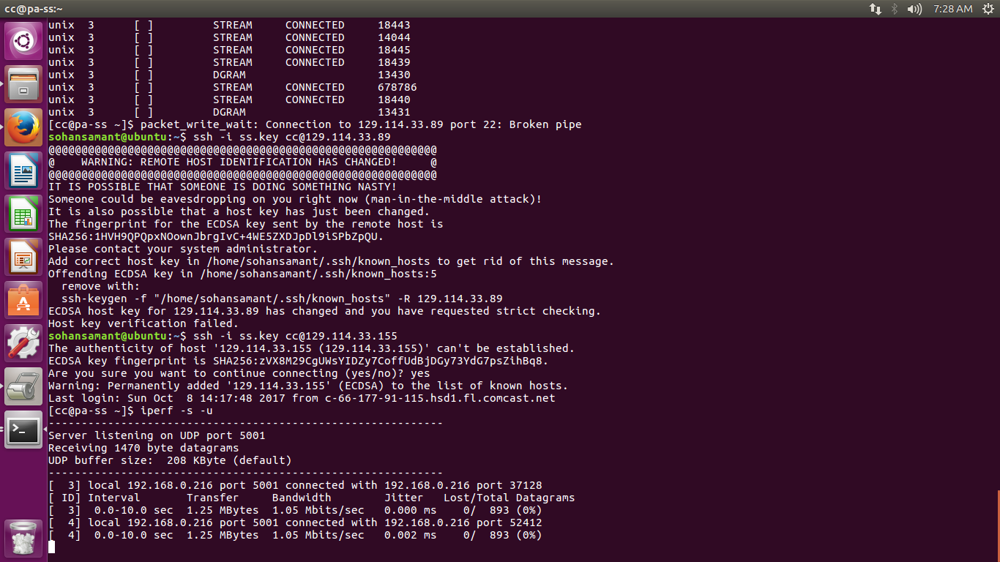 cc@pa-ss:~ 7:28 AM
unix  3      [ ]         STREAM     CONNECTED     18443
unix  3      [ ]         STREAM     CONNECTED     14044
unix  3      [ ]         STREAM     CONNECTED     18445
unix  3      [ ]         STREAM     CONNECTED     18439
unix  3      [ ]         DGRAM                    13430
unix  3      [ ]         STREAM     CONNECTED     678786
unix  3      [ ]         STREAM     CONNECTED     18440
unix  3      [ ]         DGRAM                    13431
[cc@pa-ss ~]$ packet_write_wait: Connection to 129.114.33.89 port 22: Broken pipe
sohansamant@ubuntu:~$ ssh -i ss.key cc@129.114.33.89
@@@@@@@@@@@@@@@@@@@@@@@@@@@@@@@@@@@@@@@@@@@@@@@@@@@@@@@@@@@
@    WARNING: REMOTE HOST IDENTIFICATION HAS CHANGED!     @
@@@@@@@@@@@@@@@@@@@@@@@@@@@@@@@@@@@@@@@@@@@@@@@@@@@@@@@@@@@
IT IS POSSIBLE THAT SOMEONE IS DOING SOMETHING NASTY!
Someone could be eavesdropping on you right now (man-in-the-middle attack)!
It is also possible that a host key has just been changed.
The fingerprint for the ECDSA key sent by the remote host is
SHA256:1HVH9QPQpxNOownJbrgIvC+4WE5ZXDJpDl9iSPbZpQU.
Please contact your system administrator.
Add correct host key in /home/sohansamant/.ssh/known_hosts to get rid of this message.
Offending ECDSA key in /home/sohansamant/.ssh/known_hosts:5
  remove with:
  ssh-keygen -f "/home/sohansamant/.ssh/known_hosts" -R 129.114.33.89
ECDSA host key for 129.114.33.89 has changed and you have requested strict checking.
Host key verification failed.
sohansamant@ubuntu:~$ ssh -i ss.key cc@129.114.33.155
The authenticity of host '129.114.33.155 (129.114.33.155)' can't be established.
ECDSA key fingerprint is SHA256:zVX8M29CgUWsYIDZy7CoffUdBjDGy73YdG7psZihBq8.
Are you sure you want to continue connecting (yes/no)? yes
Warning: Permanently added '129.114.33.155' (ECDSA) to the list of known hosts.
Last login: Sun Oct  8 14:17:48 2017 from c-66-177-91-115.hsd1.fl.comcast.net
[cc@pa-ss ~]$ iperf -s -u
------------------------------------------------------------
Server listening on UDP port 5001
Receiving 1470 byte datagrams
UDP buffer size:  208 KByte (default)
------------------------------------------------------------
[  3] local 192.168.0.216 port 5001 connected with 192.168.0.216 port 37128
[ ID] Interval       Transfer     Bandwidth        Jitter   Lost/Total Datagrams
[  3]  0.0-10.0 sec  1.25 MBytes  1.05 Mbits/sec   0.000 ms    0/  893 (0%)
[  4] local 192.168.0.216 port 5001 connected with 192.168.0.216 port 52412
[  4]  0.0-10.0 sec  1.25 MBytes  1.05 Mbits/sec   0.002 ms    0/  893 (0%)